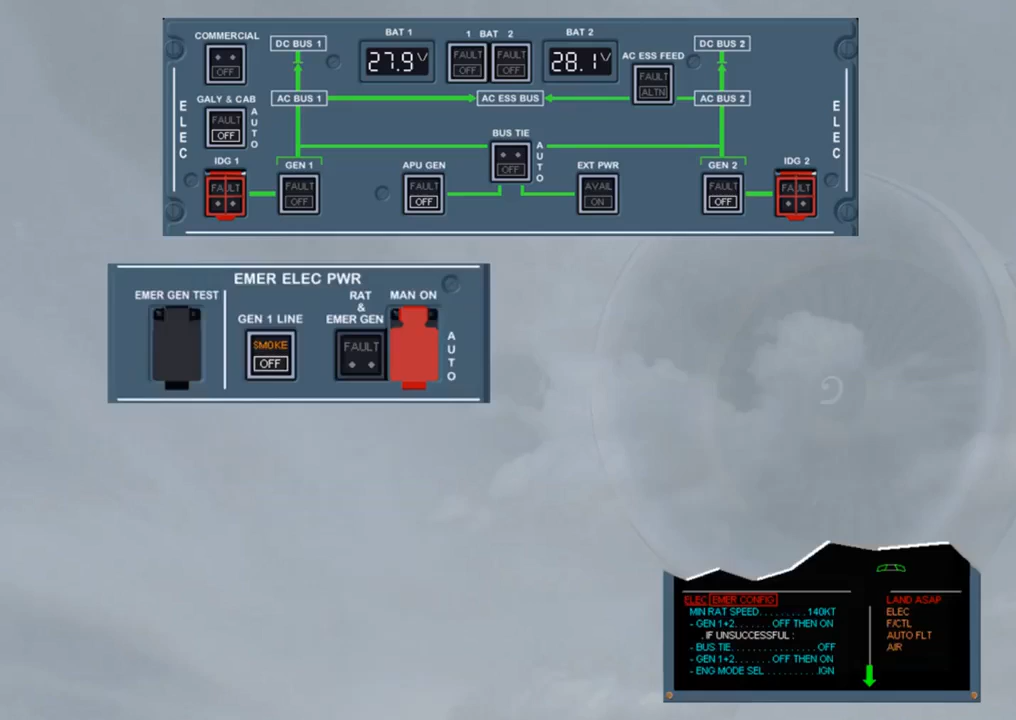 COMMERCIAL
OFF
DC BUS 1
BAT 1
27.9V
1 BAT 2
FAULT
OFF
FAULT
OFF
BAT 2
28.1V
AC ESS FEED
FAULT
ALTN
DC BUS 2
ELEC
GALY & CAB
FAULT
OFF
AUTO
AC BUS 1
AC ESS BUS
AC BUS 2
ELEC
IDG 1
FAULT
GEN 1
FAULT
OFF
APU GEN
FAULT
OFF
BUS TIE
OFF
AUTO
EXT PWR
AVAIL
ON
GEN 2
FAULT
OFF
IDG 2
FAULT
EMER ELEC PWR
EMER GEN TEST
GEN 1 LINE
SMOKE
OFF
RAT
&
EMER GEN
FAULT
MAN ON
AUTO
ELEC EMER CONFIG
MIN RAT SPEED.........140KT
- GEN 1+2.......OFF THEN ON
.IF UNSUCCESSFUL :
- BUS TIE...............OFF
- GEN 1+2.......OFF THEN ON
- ENG MODE SEL..........IGN
LAND ASAP
ELEC
F/CTL
AUTO FLT
AIR